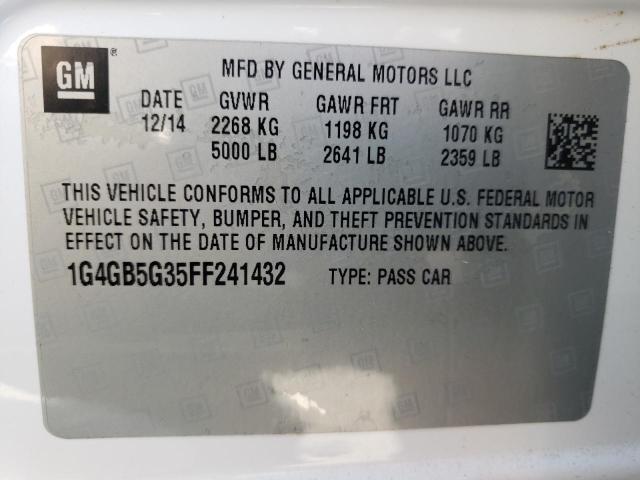 GM ®
MFD BY GENERAL MOTORS LLC
DATE GVWR GAWR FRT GAWR RR
12/14 2268 KG 1198 KG 1070 KG
5000 LB 2641 LB 2359 LB
THIS VEHICLE CONFORMS TO ALL APPLICABLE U.S. FEDERAL MOTOR
VEHICLE SAFETY, BUMPER, AND THEFT PREVENTION STANDARDS IN
EFFECT ON THE DATE OF MANUFACTURE SHOWN ABOVE.
1G4GB5G35FF241432 TYPE: PASS CAR